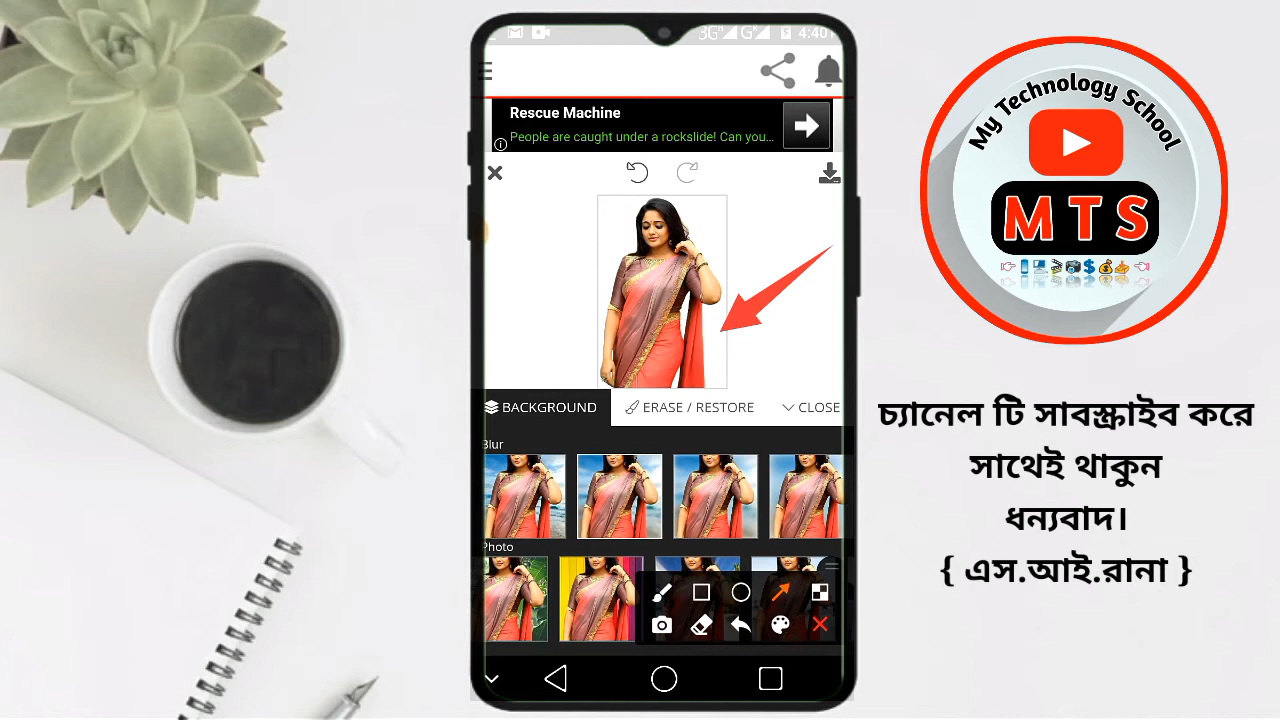 3G G 4:40
Rescue Machine
People are caught under a rockslide! Can you...
BACKGROUND
ERASE / RESTORE
CLOSE
Blur
Photo
My Technology School
MTS
চ্যানেল টি সাবস্ক্রাইব করে
সাথেই থাকুন
ধন্যবাদ।
{ এস.আই.রানা }